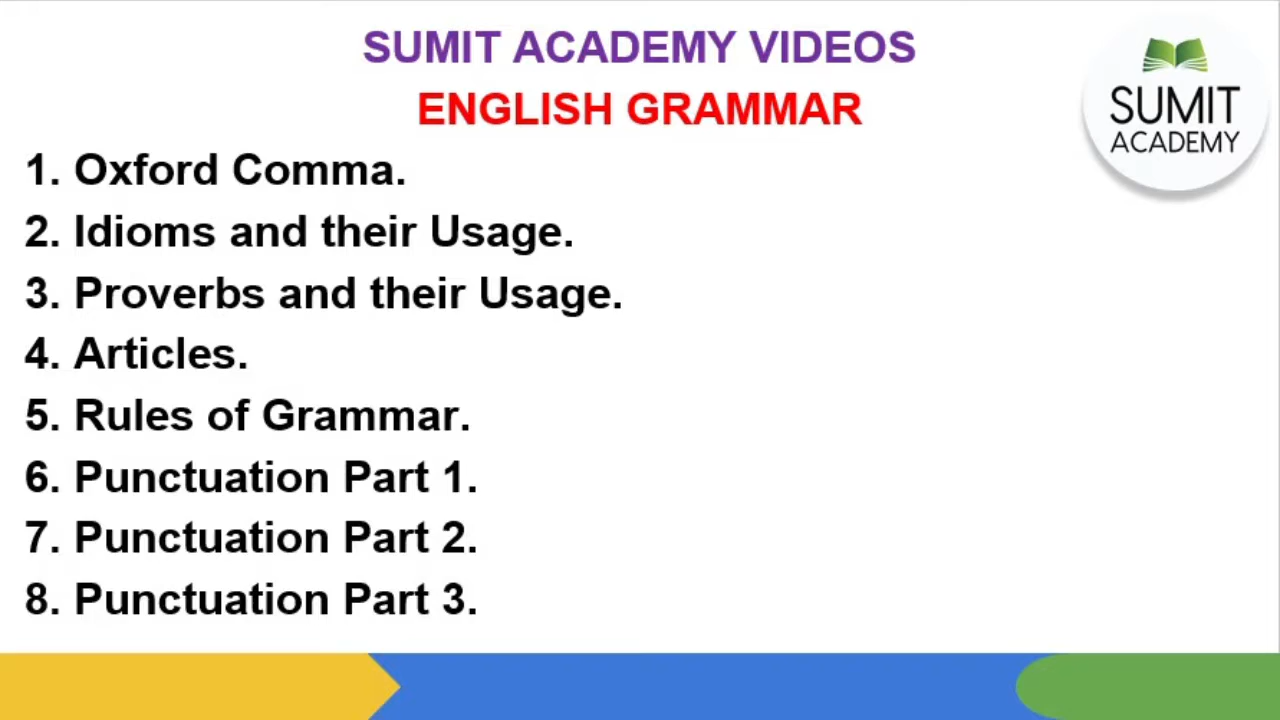 SUMIT ACADEMY VIDEOS
ENGLISH GRAMMAR
SUMIT
ACADEMY
1. Oxford Comma.
2. Idioms and their Usage.
3. Proverbs and their Usage.
4. Articles.
5. Rules of Grammar.
6. Punctuation Part 1.
7. Punctuation Part 2.
8. Punctuation Part 3.